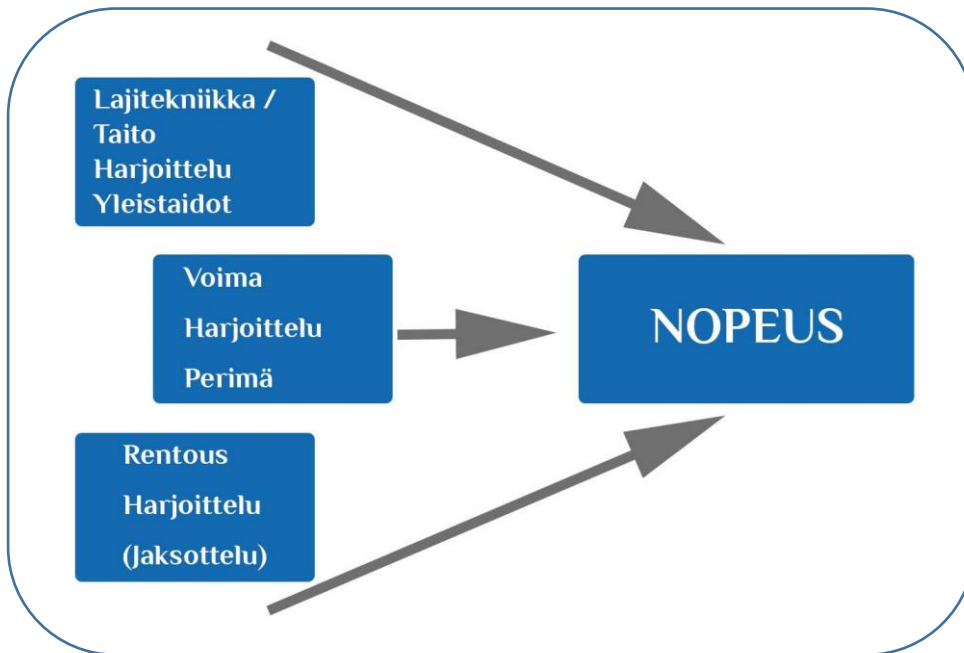 Lajitekniikka /
Taito
Harjoittelu
Yleistaidot
Voima
Harjoittelu
Perimä
NOPEUS
Rentous
Harjoittelu
(Jaksottelu)